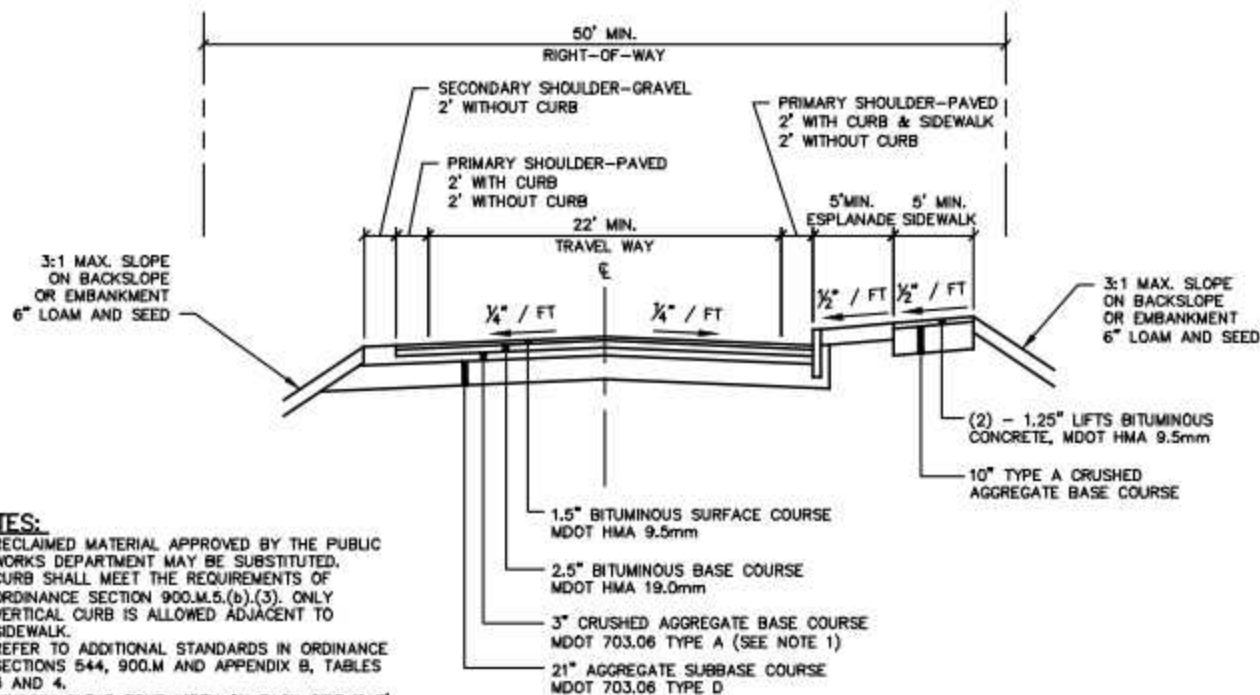 50' MIN.
RIGHT-OF-WAY
SECONDARY SHOULDER-GRAVEL
2' WITHOUT CURB
PRIMARY SHOULDER-PAVED
2' WITH CURB & SIDEWALK
2' WITHOUT CURB
PRIMARY SHOULDER-PAVED
2' WITH CURB
2' WITHOUT CURB
5'MIN.
ESPLANADE
5' MIN.
SIDEWALK
22' MIN.
TRAVEL WAY
℄
3:1 MAX. SLOPE
ON BACKSLOPE
OR EMBANKMENT
6" LOAM AND SEED
¼" / FT
¼" / FT
½" / FT
½" / FT
3:1 MAX. SLOPE
ON BACKSLOPE
OR EMBANKMENT
6" LOAM AND SEED
(2) - 1.25" LIFTS BITUMINOUS
CONCRETE, MDOT HMA 9.5mm
10" TYPE A CRUSHED
AGGREGATE BASE COURSE
1.5" BITUMINOUS SURFACE COURSE
MDOT HMA 9.5mm
2.5" BITUMINOUS BASE COURSE
MDOT HMA 19.0mm
3" CRUSHED AGGREGATE BASE COURSE
MDOT 703.06 TYPE A (SEE NOTE 1)
21" AGGREGATE SUBBASE COURSE
MDOT 703.06 TYPE D
TES:
RECLAIMED MATERIAL APPROVED BY THE PUBLIC
WORKS DEPARTMENT MAY BE SUBSTITUTED.
CURB SHALL MEET THE REQUIREMENTS OF
ORDINANCE SECTION 900.M.5.(b).(3). ONLY
VERTICAL CURB IS ALLOWED ADJACENT TO
SIDEWALK.
REFER TO ADDITIONAL STANDARDS IN ORDINANCE
SECTIONS 544, 900.M AND APPENDIX B, TABLES
AND 4.